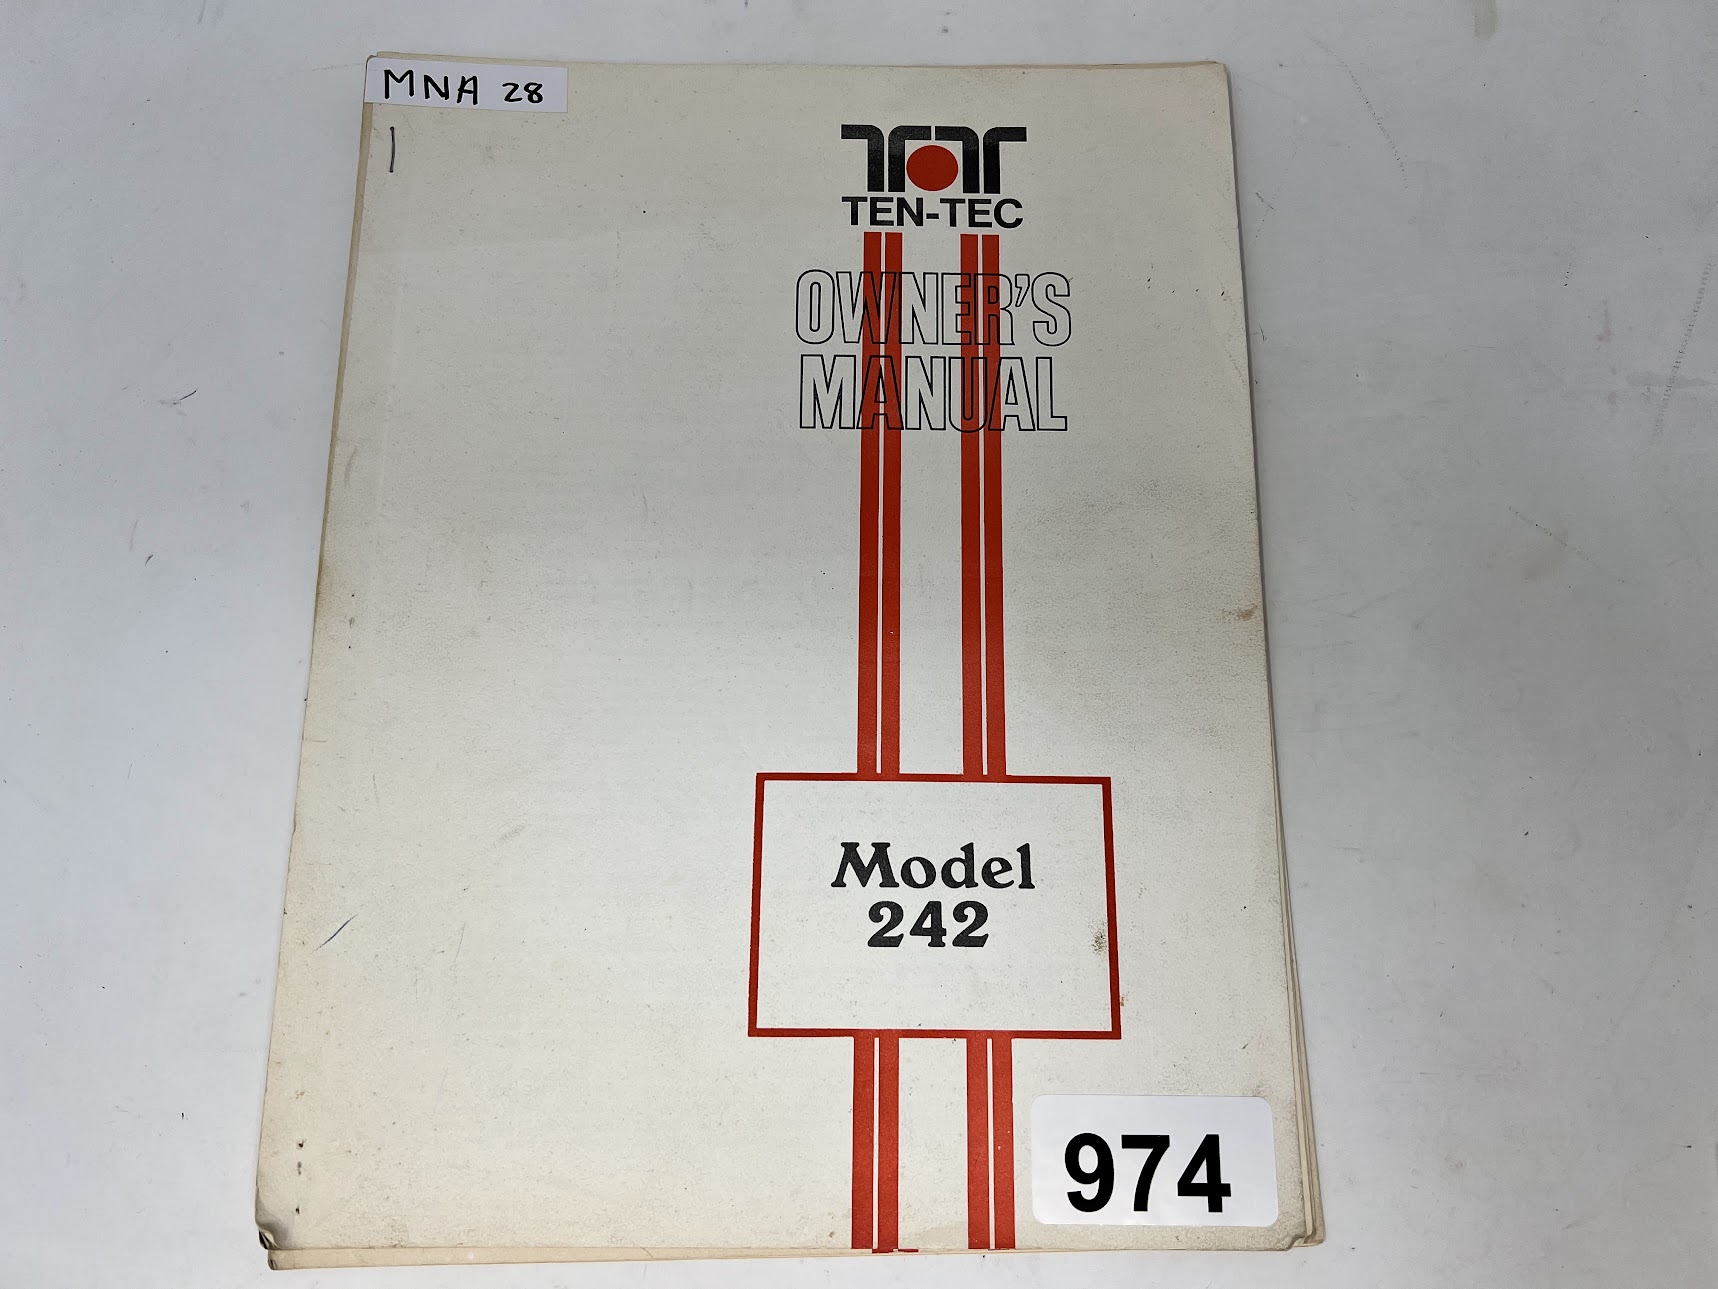 MNA 28
TEN-TEC
OWNER'S
MANUAL
Model
242
974